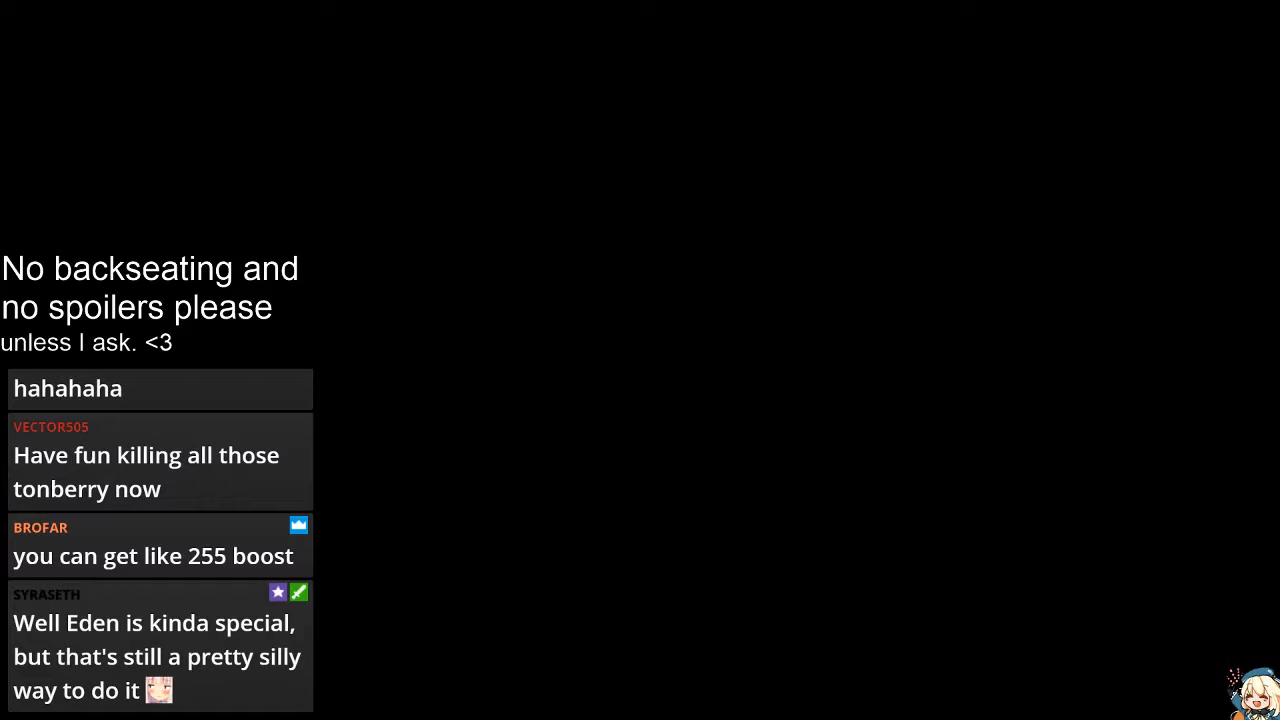 No backseating and
no spoilers please
unless I ask. <3
hahahaha
VECTOR505
Have fun killing all those
tonberry now
BROFAR
you can get like 255 boost
SYRASETH
Well Eden is kinda special,
but that's still a pretty silly
way to do it